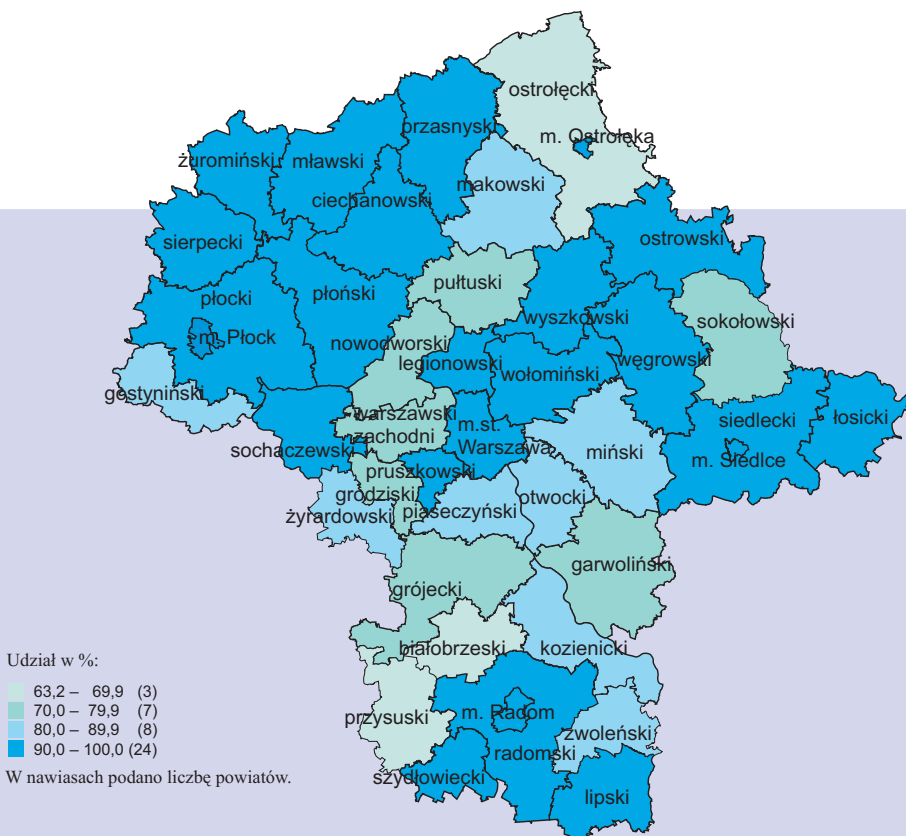 ostrołęcki
przasnyski
m. Ostrołęka
żuromiński
mławski
makowski
ciechanowski
sierpecki
ostrowski
płocki
płoński
pułtuski
wyszkowski
sokołowski
m. Płock
nowodworski
legionowski
wołomiński
węgrowski
gostyniński
warszawski
zachodni
m.st.
Warszawa
siedlecki
łosicki
sochaczewski
miński
m. Siedlce
pruszkowski
grodziski
otwocki
żyrardowski
piaseczyński
garwoliński
grójecki
białobrzeski
kozienicki
przysuski
m. Radom
zwoleński
radomski
szydłowiecki
lipski
Udział w %:
63,2 – 69,9 (3)
70,0 – 79,9 (7)
80,0 – 89,9 (8)
90,0 – 100,0 (24)
W nawiasach podano liczbę powiatów.